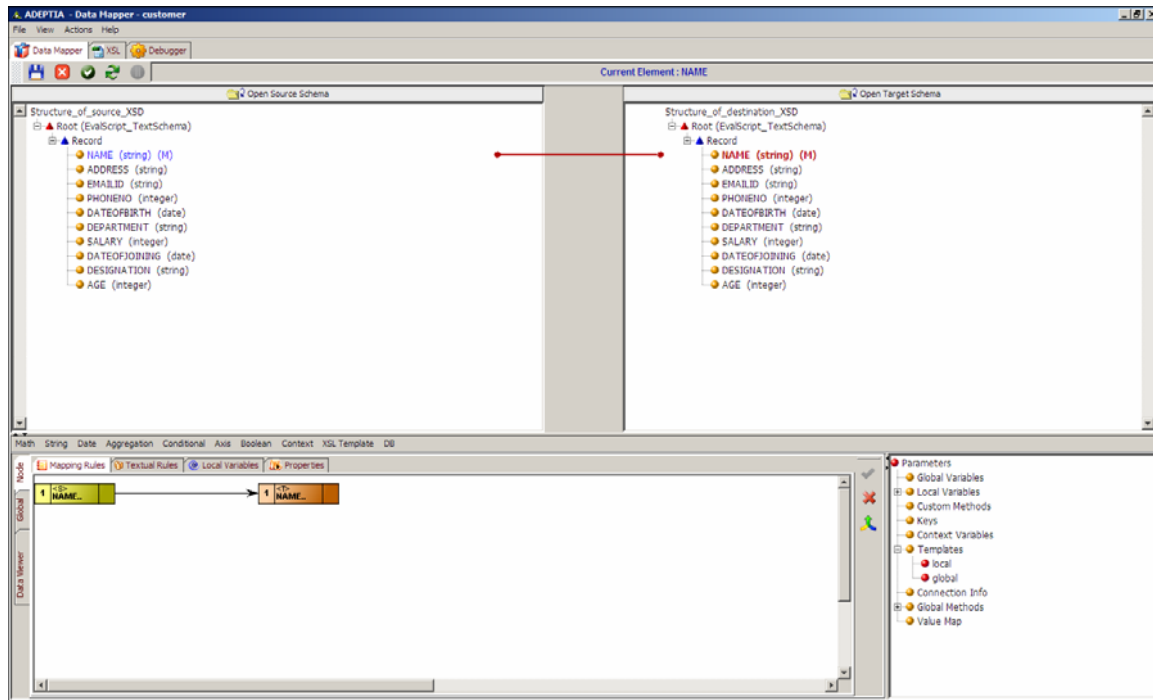 ADEPTIA - Data Mapper - customer
File View Actions Help
Data Mapper XSL Debugger
Current Element : NAME
Open Source Schema
Open Target Schema
Structure_of_source_XSD
Root (EvalScript_TextSchema)
Record
NAME (string) (M)
ADDRESS (string)
EMAILID (string)
PHONENO (integer)
DATEOFBIRTH (date)
DEPARTMENT (string)
SALARY (integer)
DATEOFJOINING (date)
DESIGNATION (string)
AGE (integer)
Structure_of_destination_XSD
Root (EvalScript_TextSchema)
Record
NAME (string) (M)
ADDRESS (string)
EMAILID (string)
PHONENO (integer)
DATEOFBIRTH (date)
DEPARTMENT (string)
SALARY (integer)
DATEOFJOINING (date)
DESIGNATION (string)
AGE (integer)
Math String Date Aggregation Conditional Axis Boolean Context XSL Template DB
Node
Global
Data Viewer
Mapping Rules Textual Rules Local Variables Properties
1 <S> NAME..
1 <T> NAME..
Parameters
Global Variables
Local Variables
Custom Methods
Keys
Context Variables
Templates
local
global
Connection Info
Global Methods
Value Map